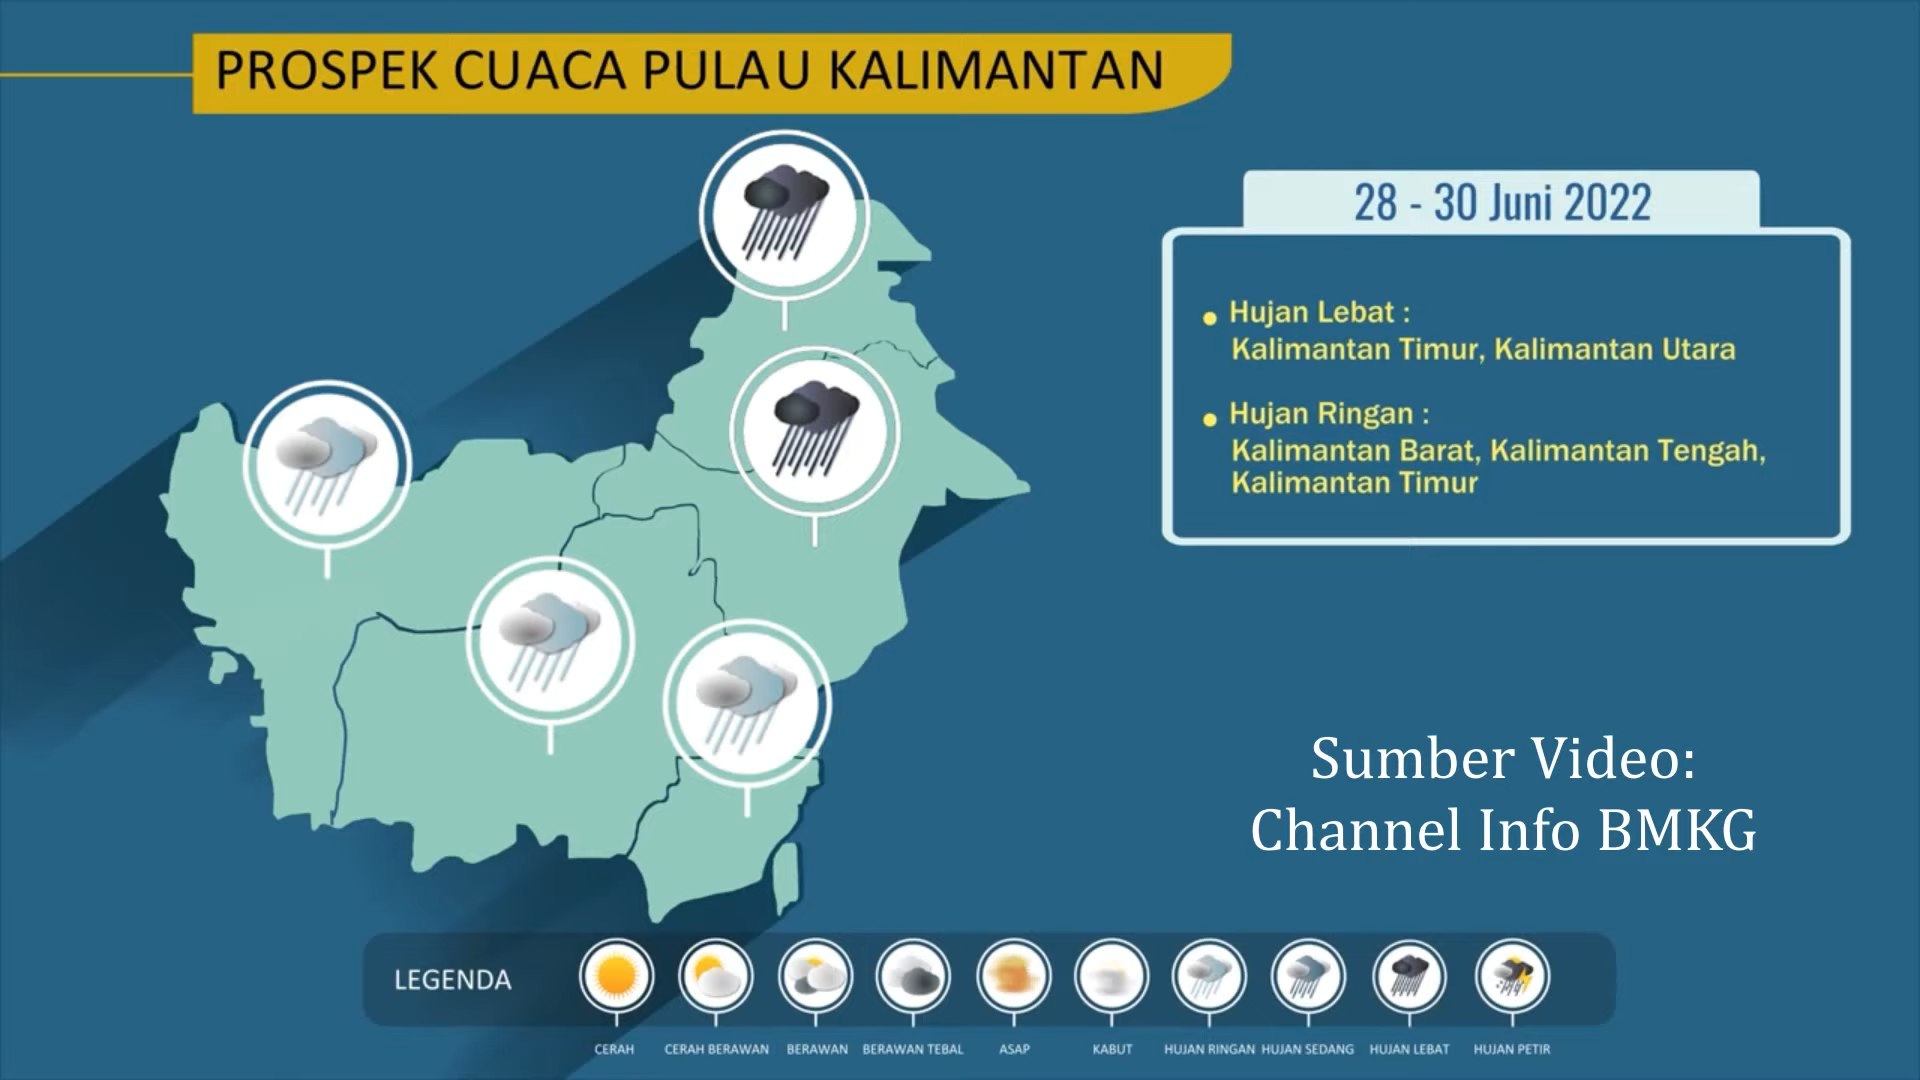 PROSPEK CUACA PULAU KALIMANTAN
28 - 30 Juni 2022
Hujan Lebat :
Kalimantan Timur, Kalimantan Utara
Hujan Ringan :
Kalimantan Barat, Kalimantan Tengah,
Kalimantan Timur
Sumber Video:
Channel Info BMKG
LEGENDA
CERAH
CERAH BERAWAN
BERAWAN
BERAWAN TEBAL
ASAP
KABUT
HUJAN RINGAN
HUJAN SEDANG
HUJAN LEBAT
HUJAN PETIR